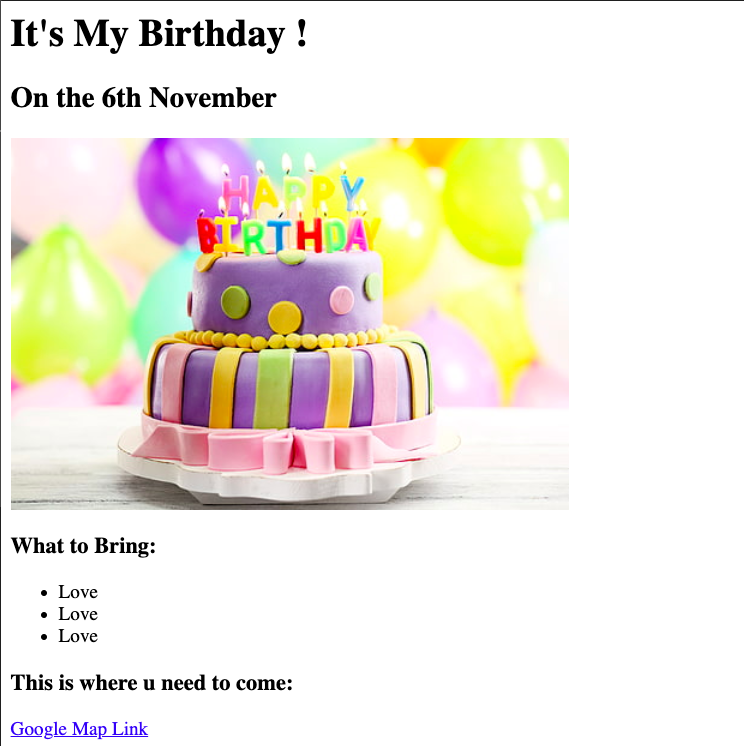 It's My Birthday !
On the 6th November
HAPPY
BIRTHDAY
What to Bring:
Love
Love
Love
This is where u need to come:
Google Map Link